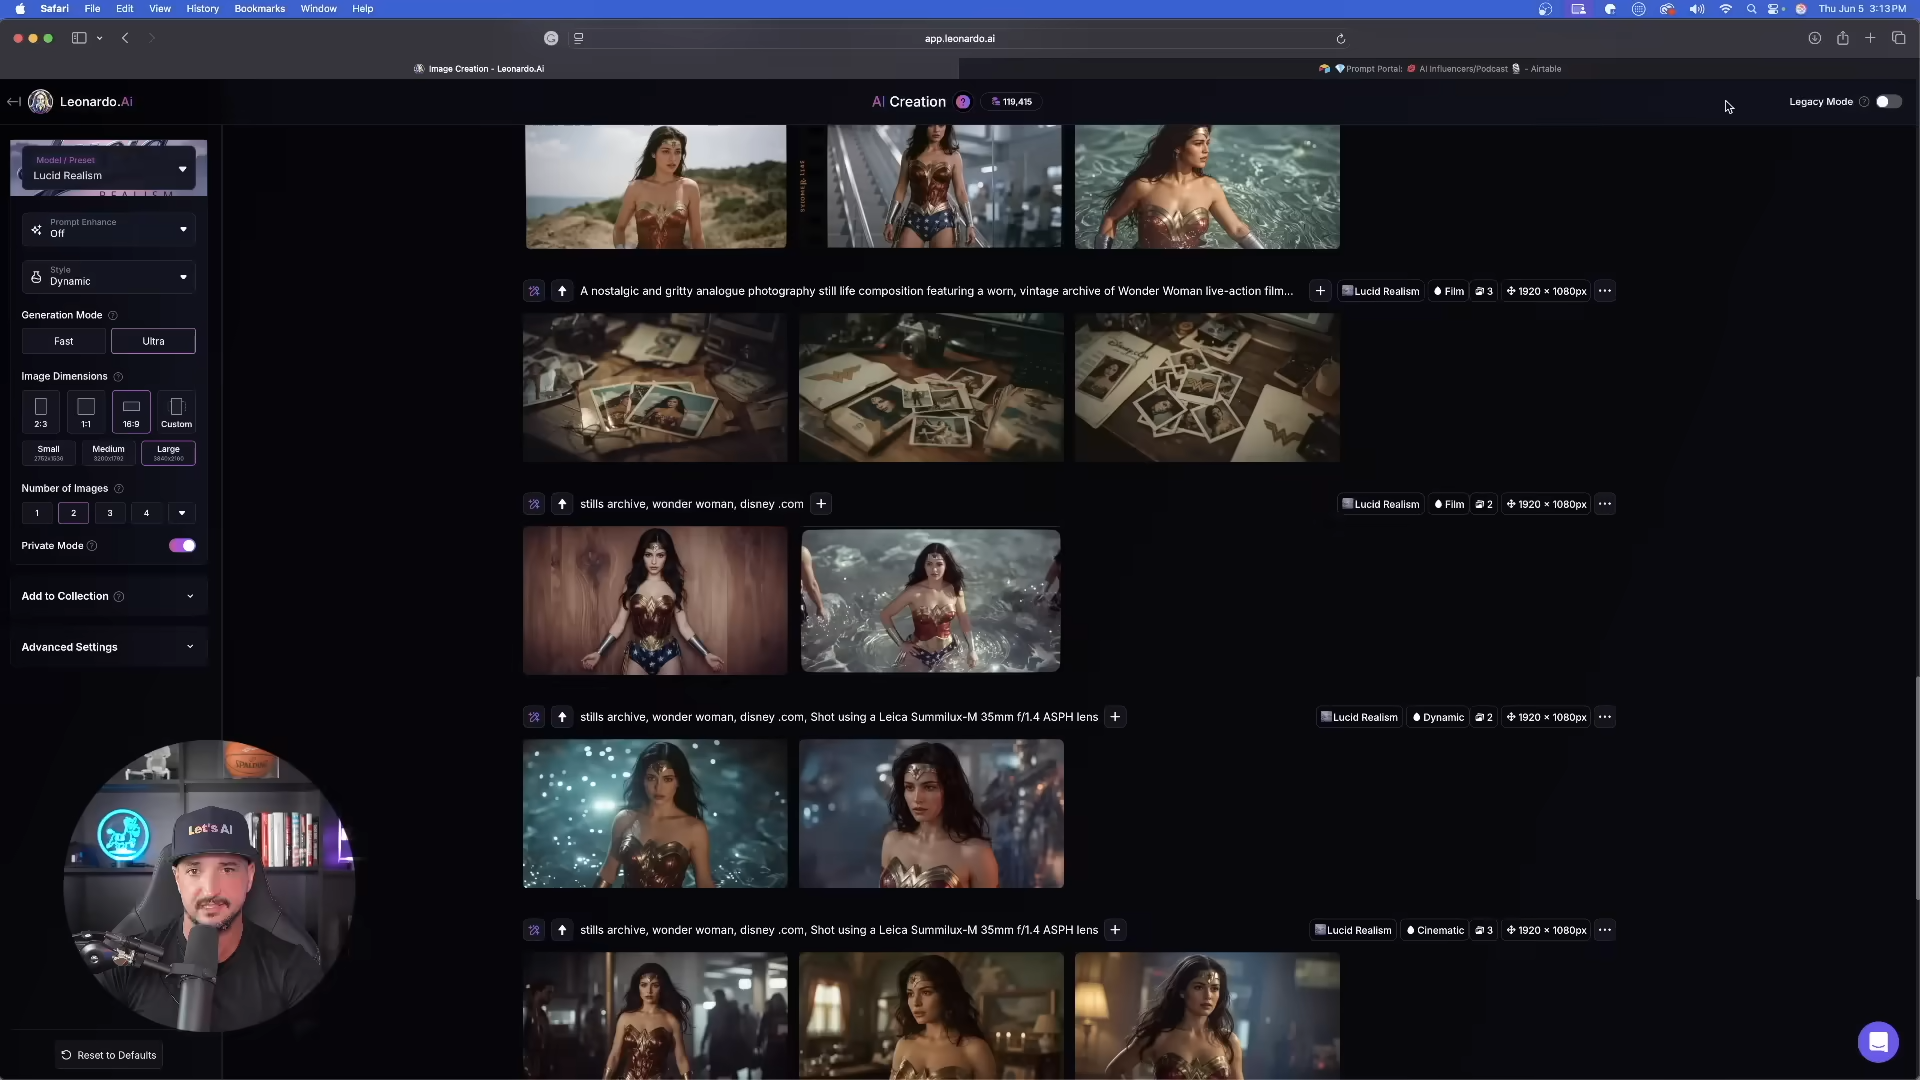 Safari File Edit View History Bookmarks Window Help Thu Jun 5 3:13 PM
app.leonardo.ai
Image Creation - Leonardo.Ai
Prompt Portal: AI Influencers/Podcast - Airtable
Leonardo.Ai
AI Creation 119,415
Legacy Mode
Model / Preset
Lucid Realism
REALISM
Prompt Enhance
Off
Style
Dynamic
Generation Mode
Fast Ultra
Image Dimensions
2:3 1:1 16:9 Custom
Small Medium Large
2752x1536 3200x1792 3840x2160
Number of Images
1 2 3 4
Private Mode
Add to Collection
Advanced Settings
Reset to Defaults
A nostalgic and gritty analogue photography still life composition featuring a worn, vintage archive of Wonder Woman live-action film... Lucid Realism Film 3 1920 × 1080px
stills archive, wonder woman, disney .com Lucid Realism Film 2 1920 × 1080px
stills archive, wonder woman, disney .com, Shot using a Leica Summilux-M 35mm f/1.4 ASPH lens Lucid Realism Dynamic 2 1920 × 1080px
stills archive, wonder woman, disney .com, Shot using a Leica Summilux-M 35mm f/1.4 ASPH lens Lucid Realism Cinematic 3 1920 × 1080px
SPALDING
Let's AI